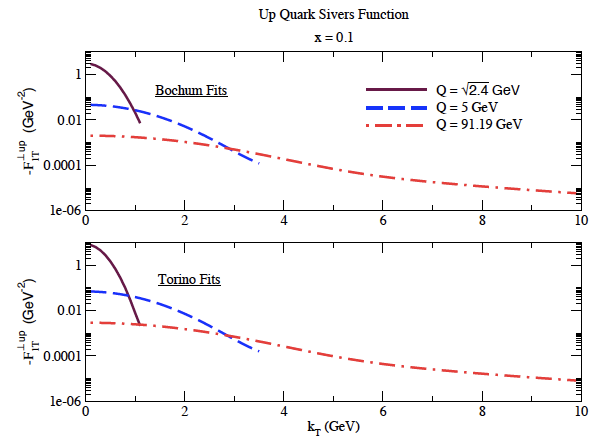 Up Quark Sivers Function
x = 0.1
Bochum Fits
Q = √2.4 GeV
Q = 5 GeV
Q = 91.19 GeV
-F1T⊥up (GeV-2)
1
0.01
0.0001
1e-06
0 2 4 6 8 10
Torino Fits
-F1T⊥up (GeV-2)
1
0.01
0.0001
1e-06
0 2 4 6 8 10
kT (GeV)